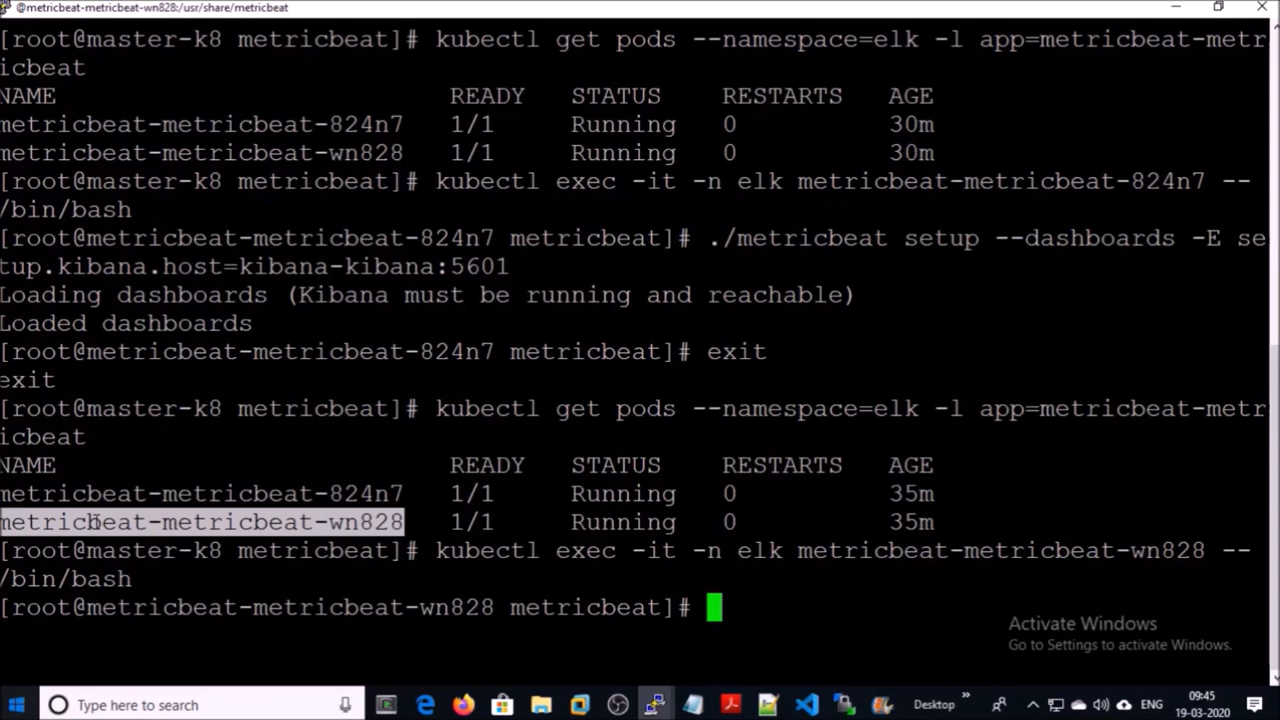 @metricbeat-metricbeat-wn828:/usr/share/metricbeat
[root@master-k8 metricbeat]# kubectl get pods --namespace=elk -l app=metricbeat-metr
icbeat
NAME READY STATUS RESTARTS AGE
metricbeat-metricbeat-824n7 1/1 Running 0 30m
metricbeat-metricbeat-wn828 1/1 Running 0 30m
[root@master-k8 metricbeat]# kubectl exec -it -n elk metricbeat-metricbeat-824n7 --
/bin/bash
[root@metricbeat-metricbeat-824n7 metricbeat]# ./metricbeat setup --dashboards -E se
tup.kibana.host=kibana-kibana:5601
Loading dashboards (Kibana must be running and reachable)
Loaded dashboards
[root@metricbeat-metricbeat-824n7 metricbeat]# exit
exit
[root@master-k8 metricbeat]# kubectl get pods --namespace=elk -l app=metricbeat-metr
icbeat
NAME READY STATUS RESTARTS AGE
metricbeat-metricbeat-824n7 1/1 Running 0 35m
metricbeat-metricbeat-wn828 1/1 Running 0 35m
[root@master-k8 metricbeat]# kubectl exec -it -n elk metricbeat-metricbeat-wn828 --
/bin/bash
[root@metricbeat-metricbeat-wn828 metricbeat]#
Activate Windows
Go to Settings to activate Windows.
Type here to search
Desktop
ENG
09:45
19-03-2020